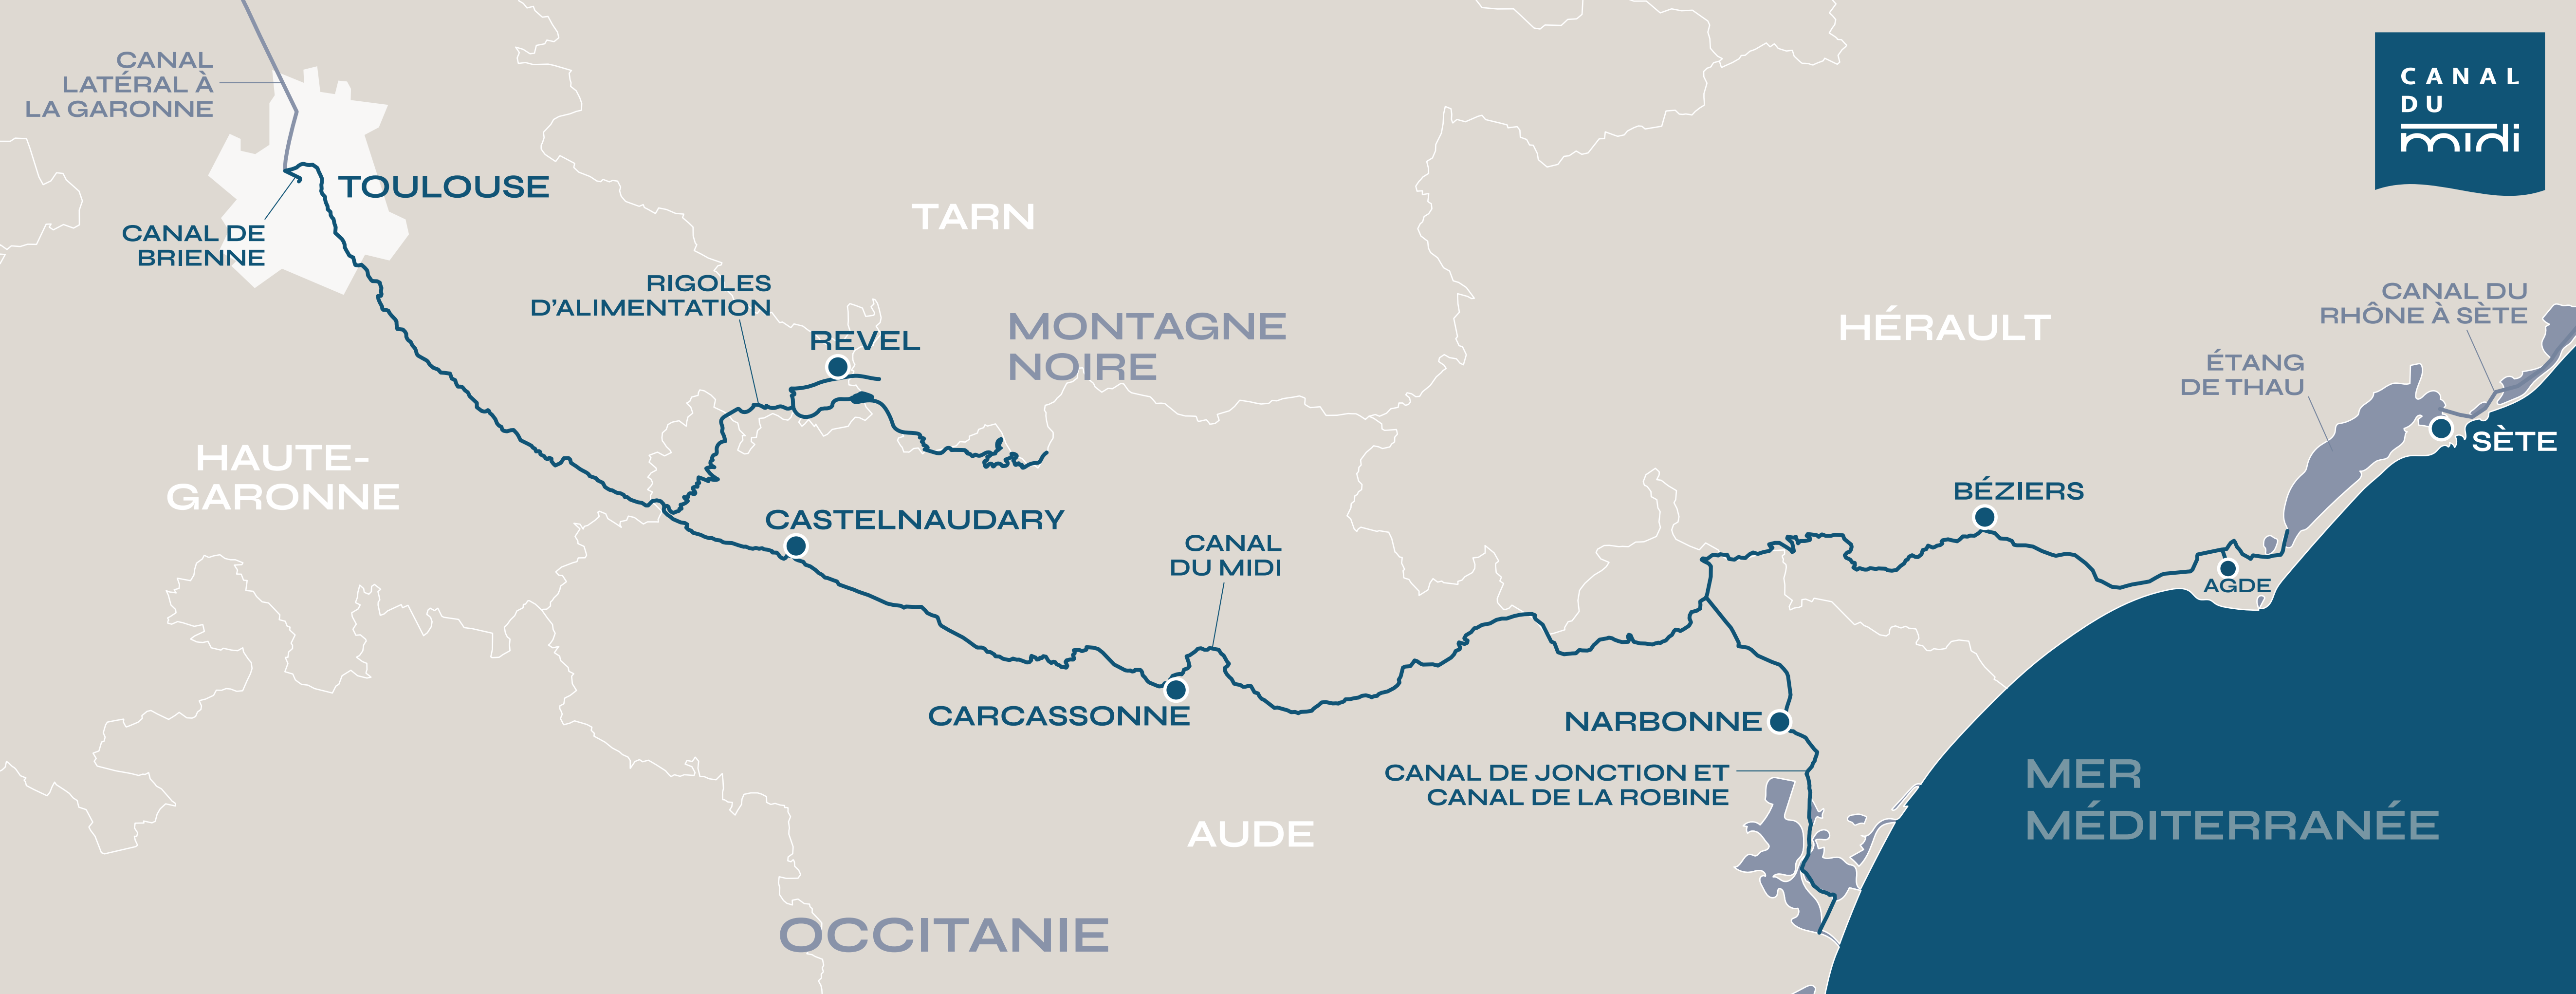 CANAL
LATÉRAL À
LA GARONNE
CANAL
DU
midi
TOULOUSE
CANAL DE
BRIENNE
TARN
RIGOLES
D'ALIMENTATION
REVEL
MONTAGNE
NOIRE
HÉRAULT
CANAL DU
RHÔNE À SÈTE
ÉTANG
DE THAU
SÈTE
HAUTE-
GARONNE
CASTELNAUDARY
CANAL
DU MIDI
BÉZIERS
AGDE
CARCASSONNE
NARBONNE
CANAL DE JONCTION ET
CANAL DE LA ROBINE
MER
MÉDITERRANÉE
AUDE
OCCITANIE